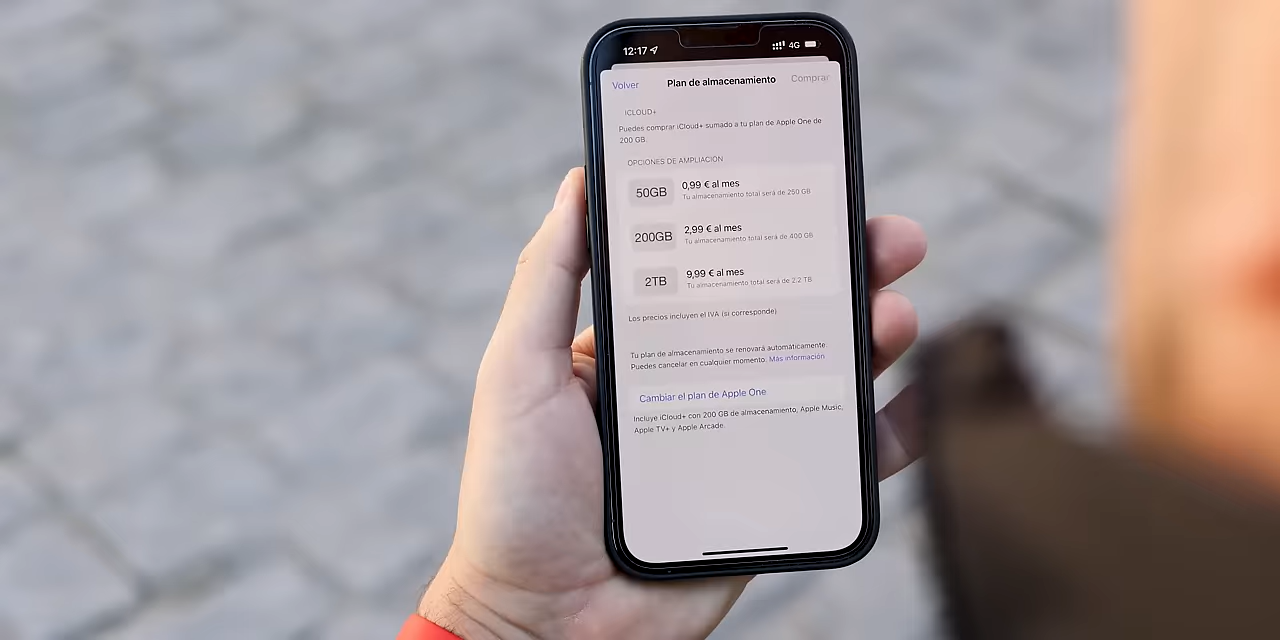 12:17 4G
Volver Plan de almacenamiento Comprar
ICLOUD+
Puedes comprar iCloud+ sumado a tu plan de Apple One de
200 GB.
OPCIONES DE AMPLIACIÓN
50GB 0,99 € al mes
Tu almacenamiento total será de 250 GB
200GB 2,99 € al mes
Tu almacenamiento total será de 400 GB
2TB 9,99 € al mes
Tu almacenamiento total será de 2,2 TB
Los precios incluyen el IVA (si corresponde)
Tu plan de almacenamiento se renovará automáticamente.
Puedes cancelar en cualquier momento. Más información
Cambiar el plan de Apple One
Incluye iCloud+ con 200 GB de almacenamiento, Apple Music,
Apple TV+ y Apple Arcade.